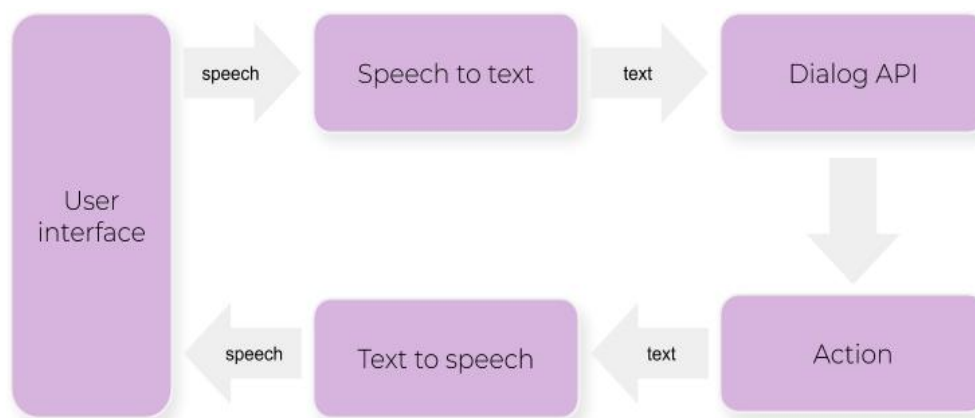 speech
Speech to text
text
Dialog API
User
interface
speech
Text to speech
text
Action